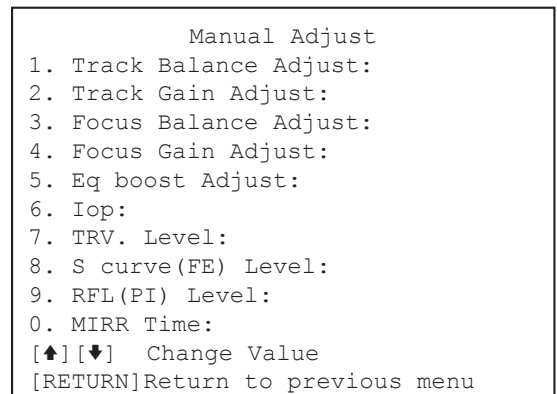 Manual Adjust
1. Track Balance Adjust:
2. Track Gain Adjust:
3. Focus Balance Adjust:
4. Focus Gain Adjust:
5. Eq boost Adjust:
6. Iop:
7. TRV. Level:
8. S curve(FE) Level:
9. RFL(PI) Level:
0. MIRR Time:
[🠹][🠻] Change Value
[RETURN]Return to previous menu